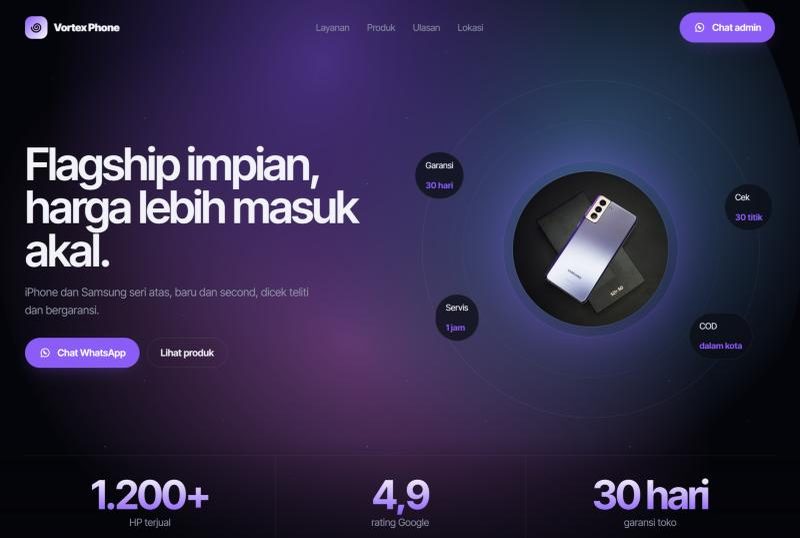 Vortex Phone
Layanan
Produk
Ulasan
Lokasi
Chat admin
Flagship impian,
harga lebih masuk
akal.
iPhone dan Samsung seri atas, baru dan second, dicek teliti
dan bergaransi.
Chat WhatsApp
Lihat produk
Garansi
30 hari
Cek
30 titik
Servis
1 jam
COD
dalam kota
SAMSUNG
1.200+
HP terjual
4,9
rating Google
30 hari
garansi toko